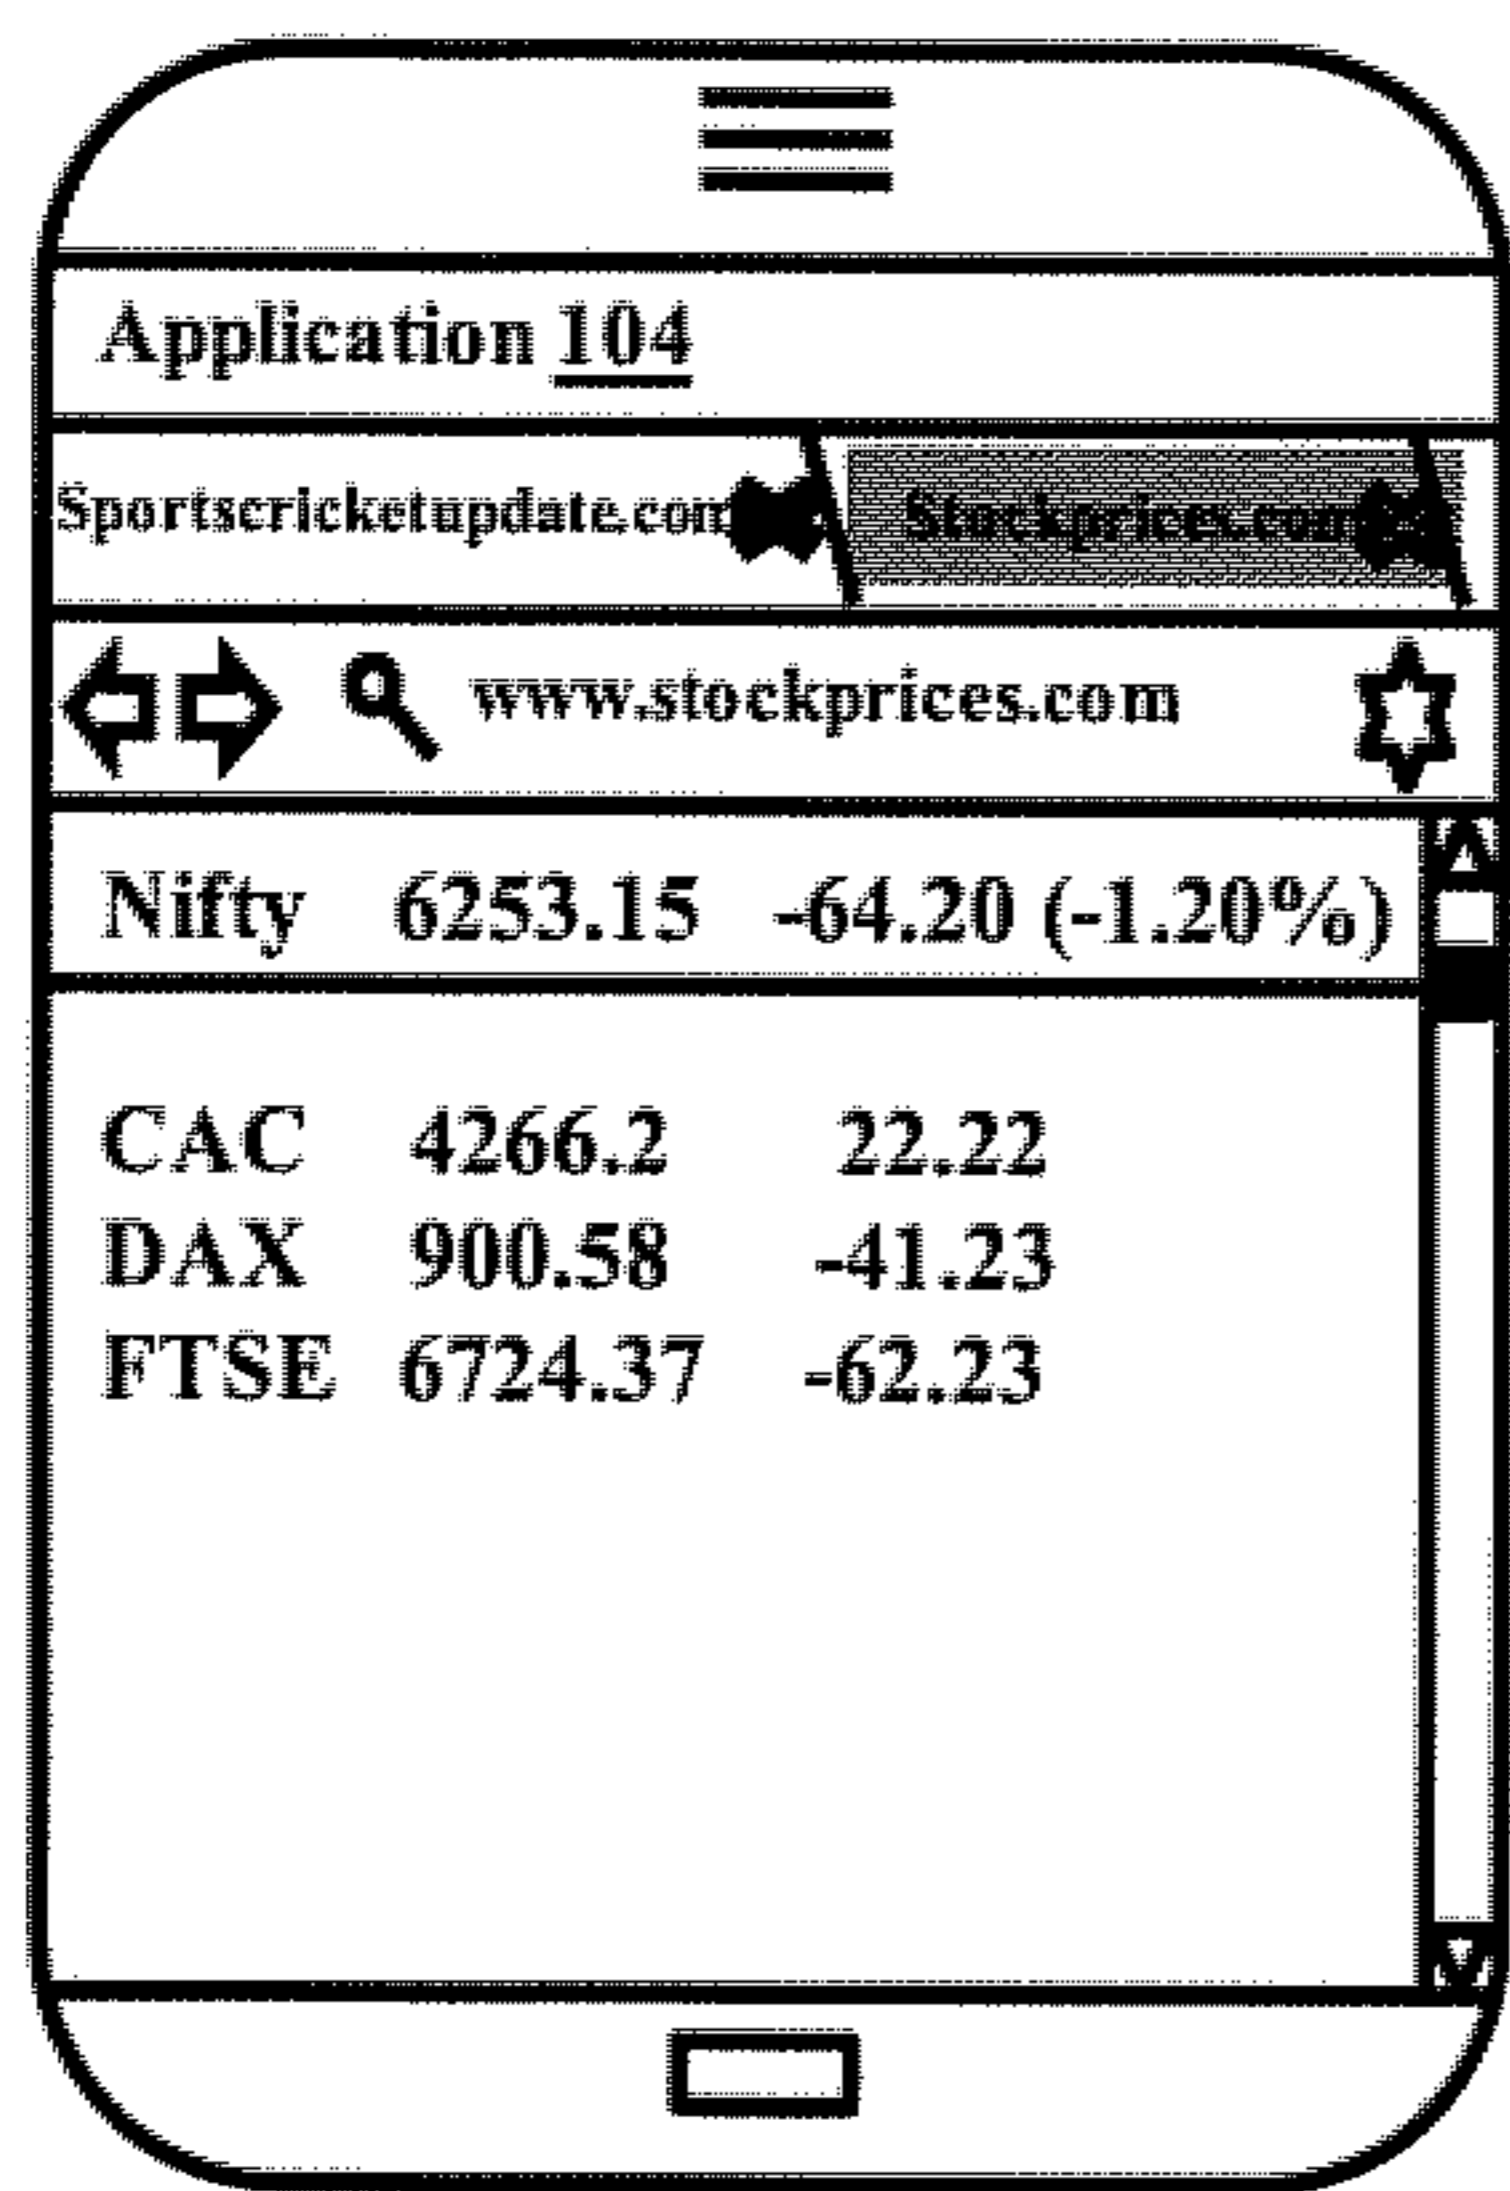 Application 104
Sportscricketupdate.com Stockprices.com
www.stockprices.com
Nifty 6253.15 -64.20 (-1.20%)
CAC 4266.2 22.22
DAX 900.58 -41.23
FTSE 6724.37 -62.23